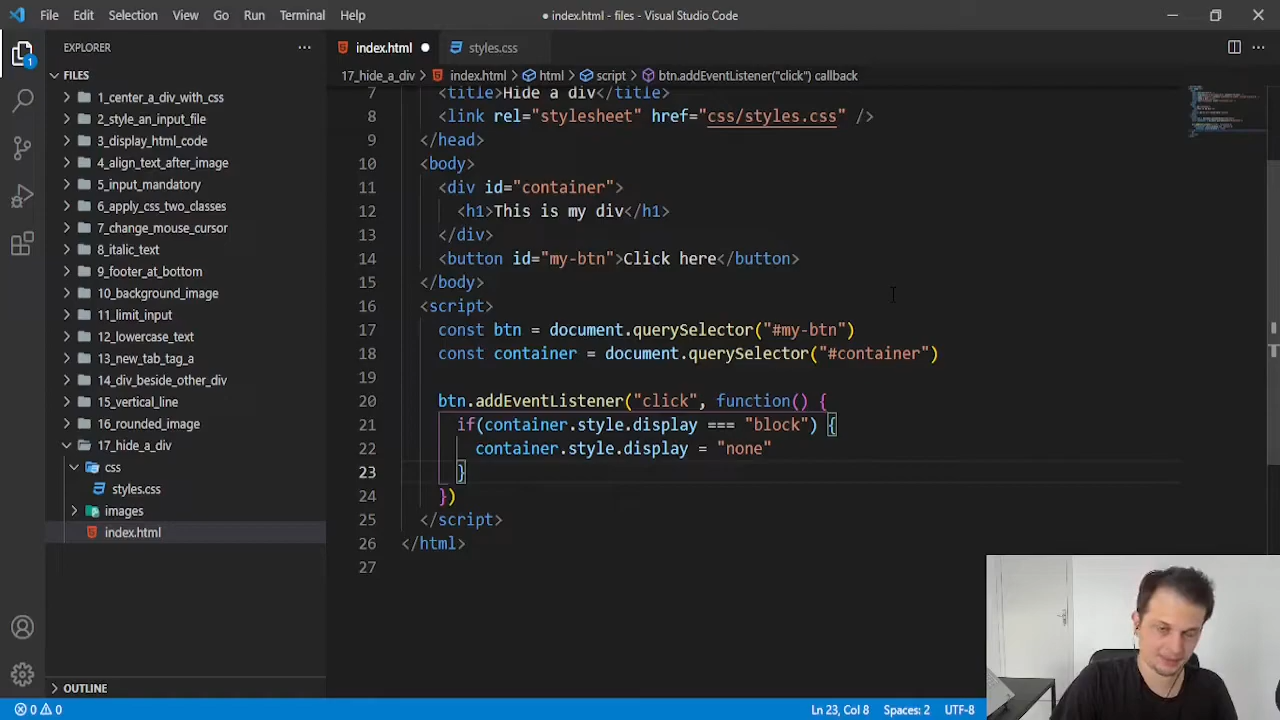 File Edit Selection View Go Run Terminal Help
● index.html - files - Visual Studio Code
EXPLORER
index.html
styles.css
1
FILES
17_hide_a_div > index.html > html > script > btn.addEventListener("click") callback
1_center_a_div_with_css
2_style_an_input_file
3_display_html_code
4_align_text_after_image
5_input_mandatory
6_apply_css_two_classes
7_change_mouse_cursor
8_italic_text
9_footer_at_bottom
10_background_image
11_limit_input
12_lowercase_text
13_new_tab_tag_a
14_div_beside_other_div
15_vertical_line
16_rounded_image
17_hide_a_div
css
styles.css
images
index.html
OUTLINE
7 <title>Hide a div</title>
8 <link rel="stylesheet" href="css/styles.css" />
9 </head>
10 <body>
11 <div id="container">
12 <h1>This is my div</h1>
13 </div>
14 <button id="my-btn">Click here</button>
15 </body>
16 <script>
17 const btn = document.querySelector("#my-btn")
18 const container = document.querySelector("#container")
19
20 btn.addEventListener("click", function() {
21 if(container.style.display === "block") {
22 container.style.display = "none"
23 }
24 })
25 </script>
26 </html>
27
0 0
Ln 23, Col 8 Spaces: 2 UTF-8